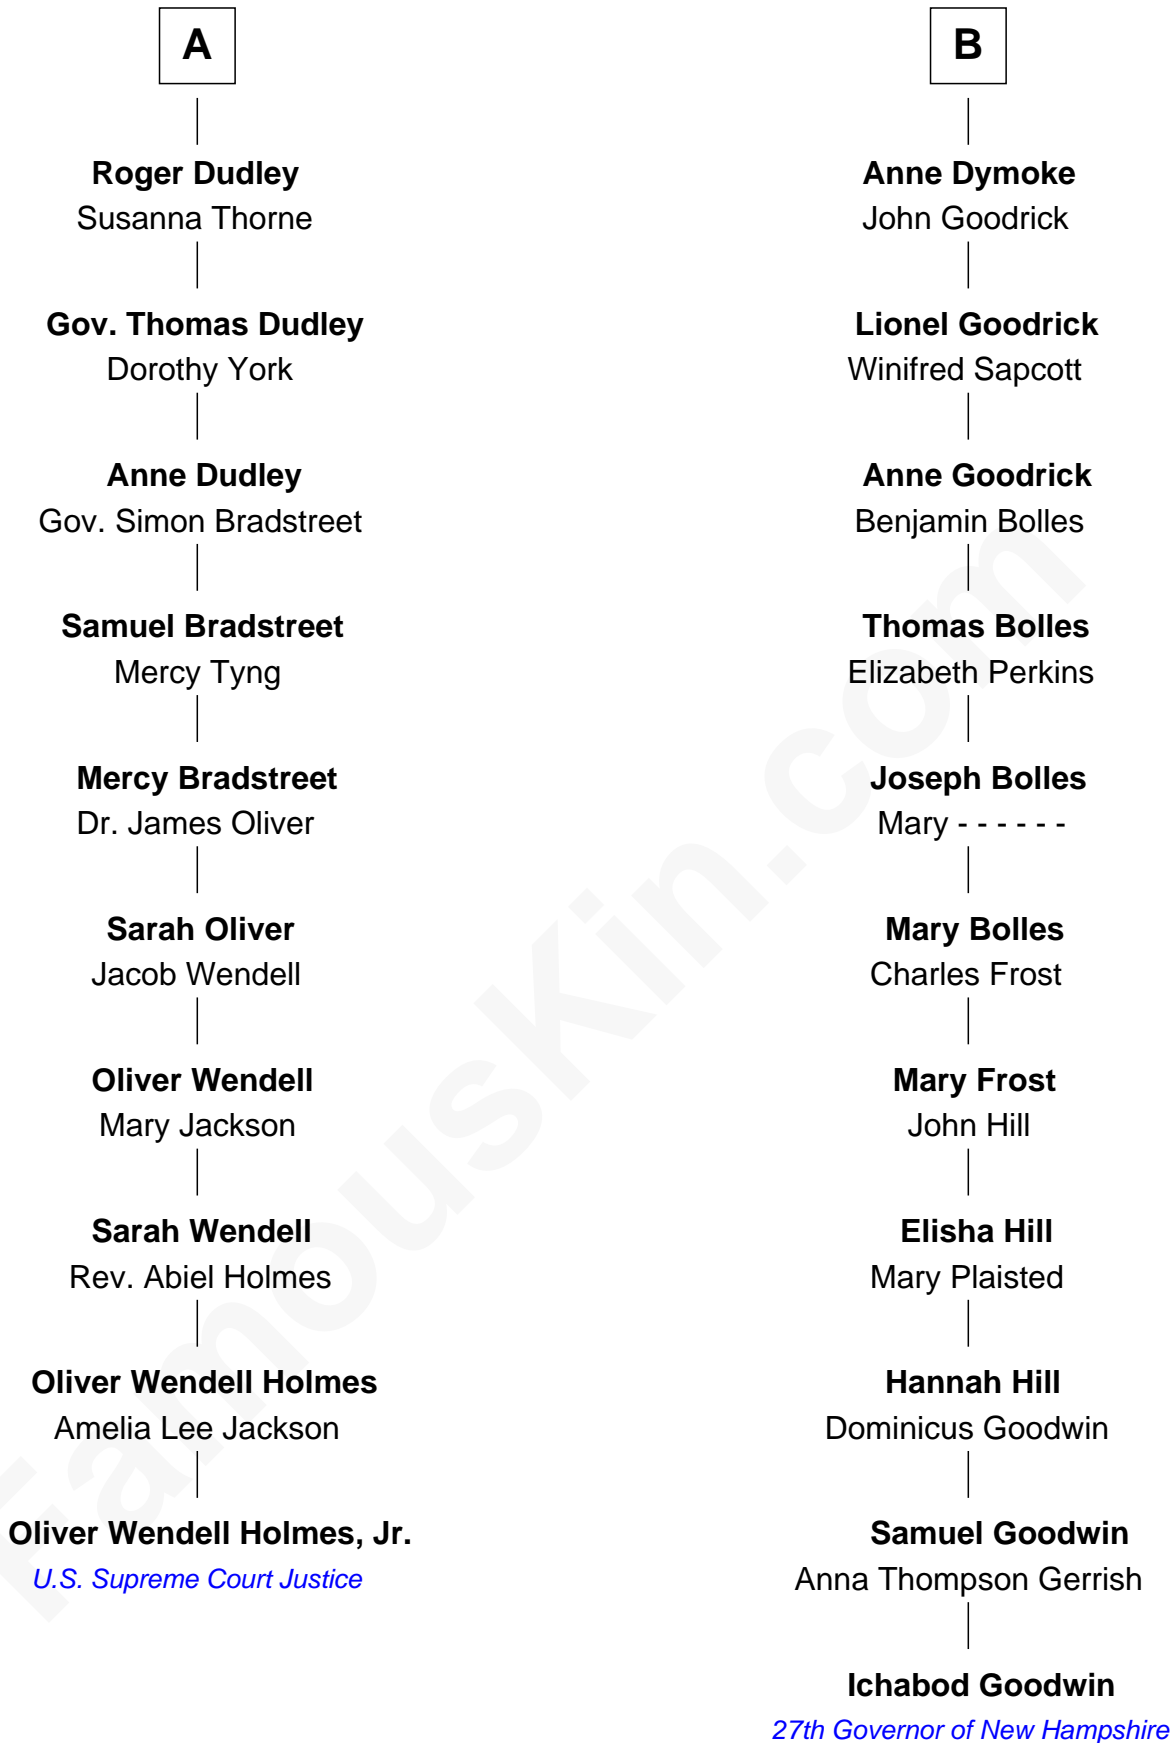 A
Roger Dudley
Susanna Thorne
Gov. Thomas Dudley
Dorothy York
Anne Dudley
Gov. Simon Bradstreet
Samuel Bradstreet
Mercy Tyng
Mercy Bradstreet
Dr. James Oliver
Sarah Oliver
Jacob Wendell
Oliver Wendell
Mary Jackson
Sarah Wendell
Rev. Abiel Holmes
Oliver Wendell Holmes
Amelia Lee Jackson
Oliver Wendell Holmes, Jr.
U.S. Supreme Court Justice
B
Anne Dymoke
John Goodrick
Lionel Goodrick
Winifred Sapcott
Anne Goodrick
Benjamin Bolles
Thomas Bolles
Elizabeth Perkins
Joseph Bolles
Mary - - - - - -
Mary Bolles
Charles Frost
Mary Frost
John Hill
Elisha Hill
Mary Plaisted
Hannah Hill
Dominicus Goodwin
Samuel Goodwin
Anna Thompson Gerrish
Ichabod Goodwin
27th Governor of New Hampshire
FamousKin.com